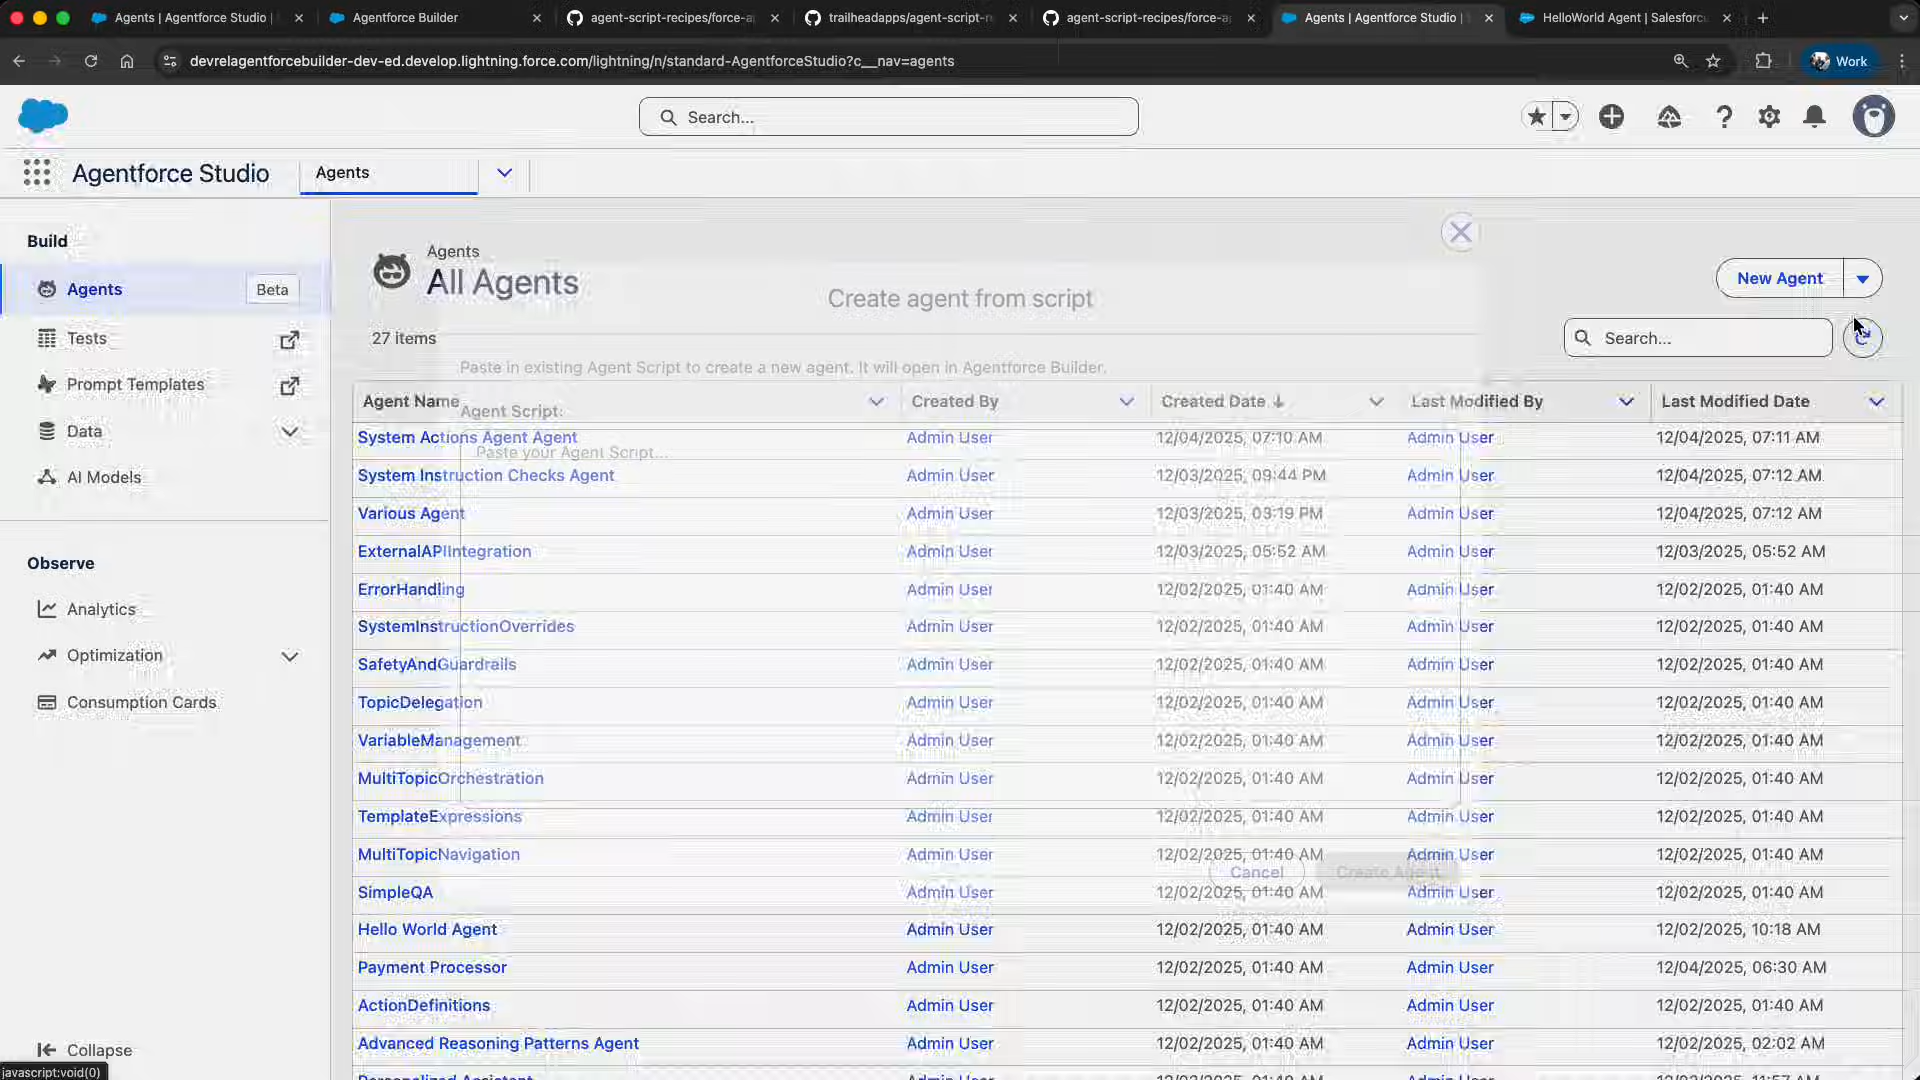 Agents | Agentforce Studio |
Agentforce Builder
agent-script-recipes/force-a
trailheadapps/agent-script-r
agent-script-recipes/force-a
Agents | Agentforce Studio |
HelloWorld Agent | Salesforc
devrelagentforcebuilder-dev-ed.develop.lightning.force.com/lightning/n/standard-AgentforceStudio?c__nav=agents
Work
Search...
Agentforce Studio
Agents
Build
Agents
Beta
Tests
Prompt Templates
Data
AI Models
Observe
Analytics
Optimization
Consumption Cards
Collapse
javascript:void(0)
Agents
All Agents
27 items
New Agent
Search...
Create agent from script
Paste in existing Agent Script to create a new agent. It will open in Agentforce Builder.
Agent Script:
Paste your Agent Script...
Cancel
Create Agent
Agent Name Created By Created Date Last Modified By Last Modified Date
System Actions Agent Agent Admin User 12/04/2025, 07:10 AM Admin User 12/04/2025, 07:11 AM
System Instruction Checks Agent Admin User 12/03/2025, 09:44 PM Admin User 12/04/2025, 07:12 AM
Various Agent Admin User 12/03/2025, 03:19 PM Admin User 12/04/2025, 07:12 AM
ExternalAPIIntegration Admin User 12/03/2025, 05:52 AM Admin User 12/03/2025, 05:52 AM
ErrorHandling Admin User 12/02/2025, 01:40 AM Admin User 12/02/2025, 01:40 AM
SystemInstructionOverrides Admin User 12/02/2025, 01:40 AM Admin User 12/02/2025, 01:40 AM
SafetyAndGuardrails Admin User 12/02/2025, 01:40 AM Admin User 12/02/2025, 01:40 AM
TopicDelegation Admin User 12/02/2025, 01:40 AM Admin User 12/02/2025, 01:40 AM
VariableManagement Admin User 12/02/2025, 01:40 AM Admin User 12/02/2025, 01:40 AM
MultiTopicOrchestration Admin User 12/02/2025, 01:40 AM Admin User 12/02/2025, 01:40 AM
TemplateExpressions Admin User 12/02/2025, 01:40 AM Admin User 12/02/2025, 01:40 AM
MultiTopicNavigation Admin User 12/02/2025, 01:40 AM Admin User 12/02/2025, 01:40 AM
SimpleQA Admin User 12/02/2025, 01:40 AM Admin User 12/02/2025, 01:40 AM
Hello World Agent Admin User 12/02/2025, 01:40 AM Admin User 12/02/2025, 10:18 AM
Payment Processor Admin User 12/02/2025, 01:40 AM Admin User 12/04/2025, 06:30 AM
ActionDefinitions Admin User 12/02/2025, 01:40 AM Admin User 12/02/2025, 01:40 AM
Advanced Reasoning Patterns Agent Admin User 12/02/2025, 01:40 AM Admin User 12/02/2025, 02:02 AM